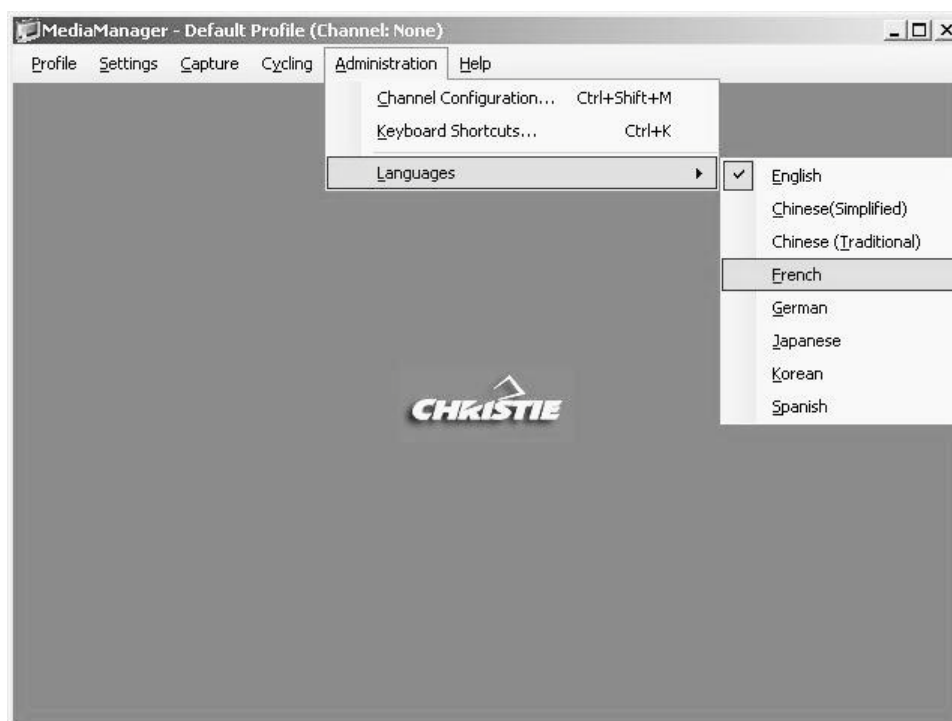 MediaManager - Default Profile (Channel: None)
Profile Settings Capture Cycling Administration Help
Channel Configuration... Ctrl+Shift+M
Keyboard Shortcuts... Ctrl+K
Languages
English
Chinese(Simplified)
Chinese (Traditional)
French
German
Japanese
Korean
Spanish
CHRISTIE